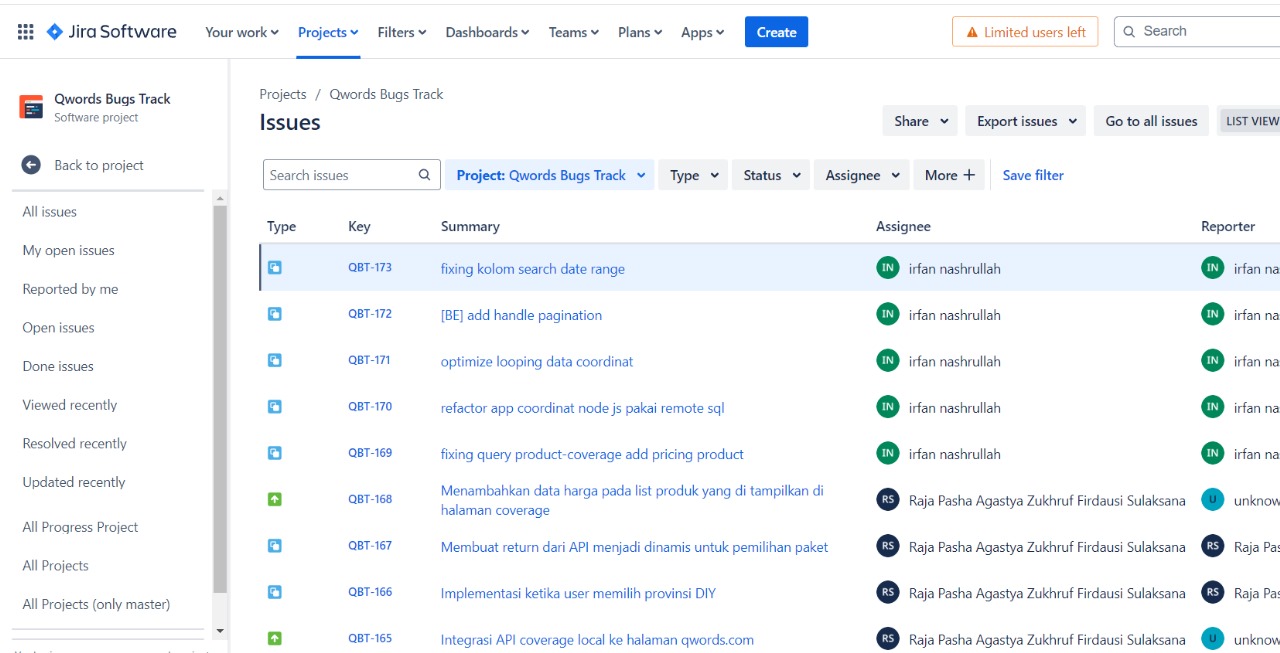 Jira Software
Your work
Projects
Filters
Dashboards
Teams
Plans
Apps
Create
Limited users left
Search
Qwords Bugs Track
Software project
Back to project
All issues
My open issues
Reported by me
Open issues
Done issues
Viewed recently
Resolved recently
Updated recently
All Progress Project
All Projects
All Projects (only master)
Projects / Qwords Bugs Track
Issues
Share
Export issues
Go to all issues
LIST VIEW
Search issues
Project: Qwords Bugs Track
Type
Status
Assignee
More +
Save filter
Type Key Summary Assignee Reporter
QBT-173 fixing kolom search date range IN irfan nashrullah IN irfan na
QBT-172 [BE] add handle pagination IN irfan nashrullah IN irfan na
QBT-171 optimize looping data coordinat IN irfan nashrullah IN irfan na
QBT-170 refactor app coordinat node js pakai remote sql IN irfan nashrullah IN irfan na
QBT-169 fixing query product-coverage add pricing product IN irfan nashrullah IN irfan na
QBT-168 Menambahkan data harga pada list produk yang di tampilkan di
halaman coverage RS Raja Pasha Agastya Zukhruf Firdausi Sulaksana U unknow
QBT-167 Membuat return dari API menjadi dinamis untuk pemilihan paket RS Raja Pasha Agastya Zukhruf Firdausi Sulaksana RS Raja Pa
QBT-166 Implementasi ketika user memilih provinsi DIY RS Raja Pasha Agastya Zukhruf Firdausi Sulaksana RS Raja Pa
QBT-165 Integrasi API coverage local ke halaman qwords.com RS Raja Pasha Agastya Zukhruf Firdausi Sulaksana U unknow